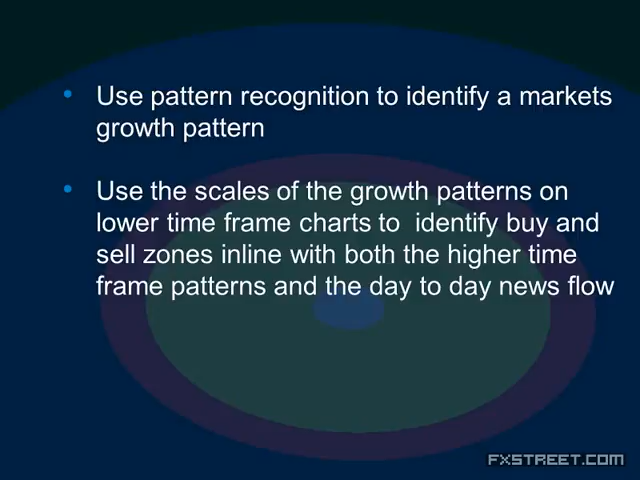 • Use pattern recognition to identify a markets
growth pattern
• Use the scales of the growth patterns on
lower time frame charts to  identify buy and
sell zones inline with both the higher time
frame patterns and the day to day news flow
FXSTREET.COM